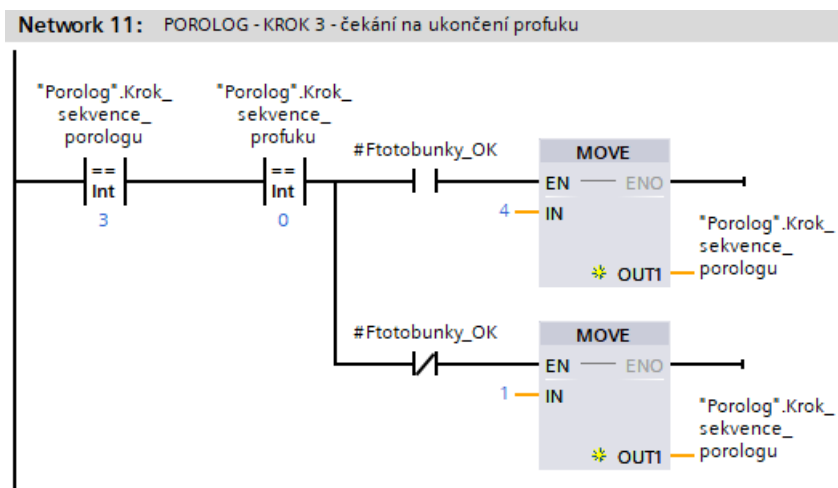 Network 11: POROLOG - KROK 3 - čekání na ukončení profuku
"Porolog".Krok_
sekvence_
porologu
==
Int
3
"Porolog".Krok_
sekvence_
profuku
==
Int
0
#Ftotobunky_OK
MOVE
EN ENO
4 IN
OUT1
"Porolog".Krok_
sekvence_
porologu
#Ftotobunky_OK
MOVE
EN ENO
1 IN
OUT1
"Porolog".Krok_
sekvence_
porologu